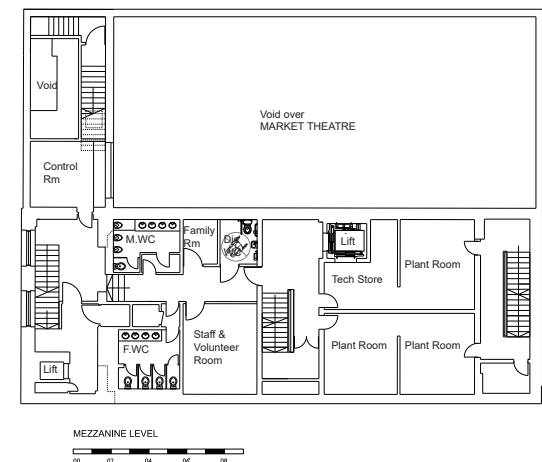 Void
Void over
MARKET THEATRE
Control
Rm
M.WC
Family
Rm
Lift
Plant Room
Tech Store
F.WC
Staff &
Volunteer
Room
Plant Room
Plant Room
Lift
MEZZANINE LEVEL